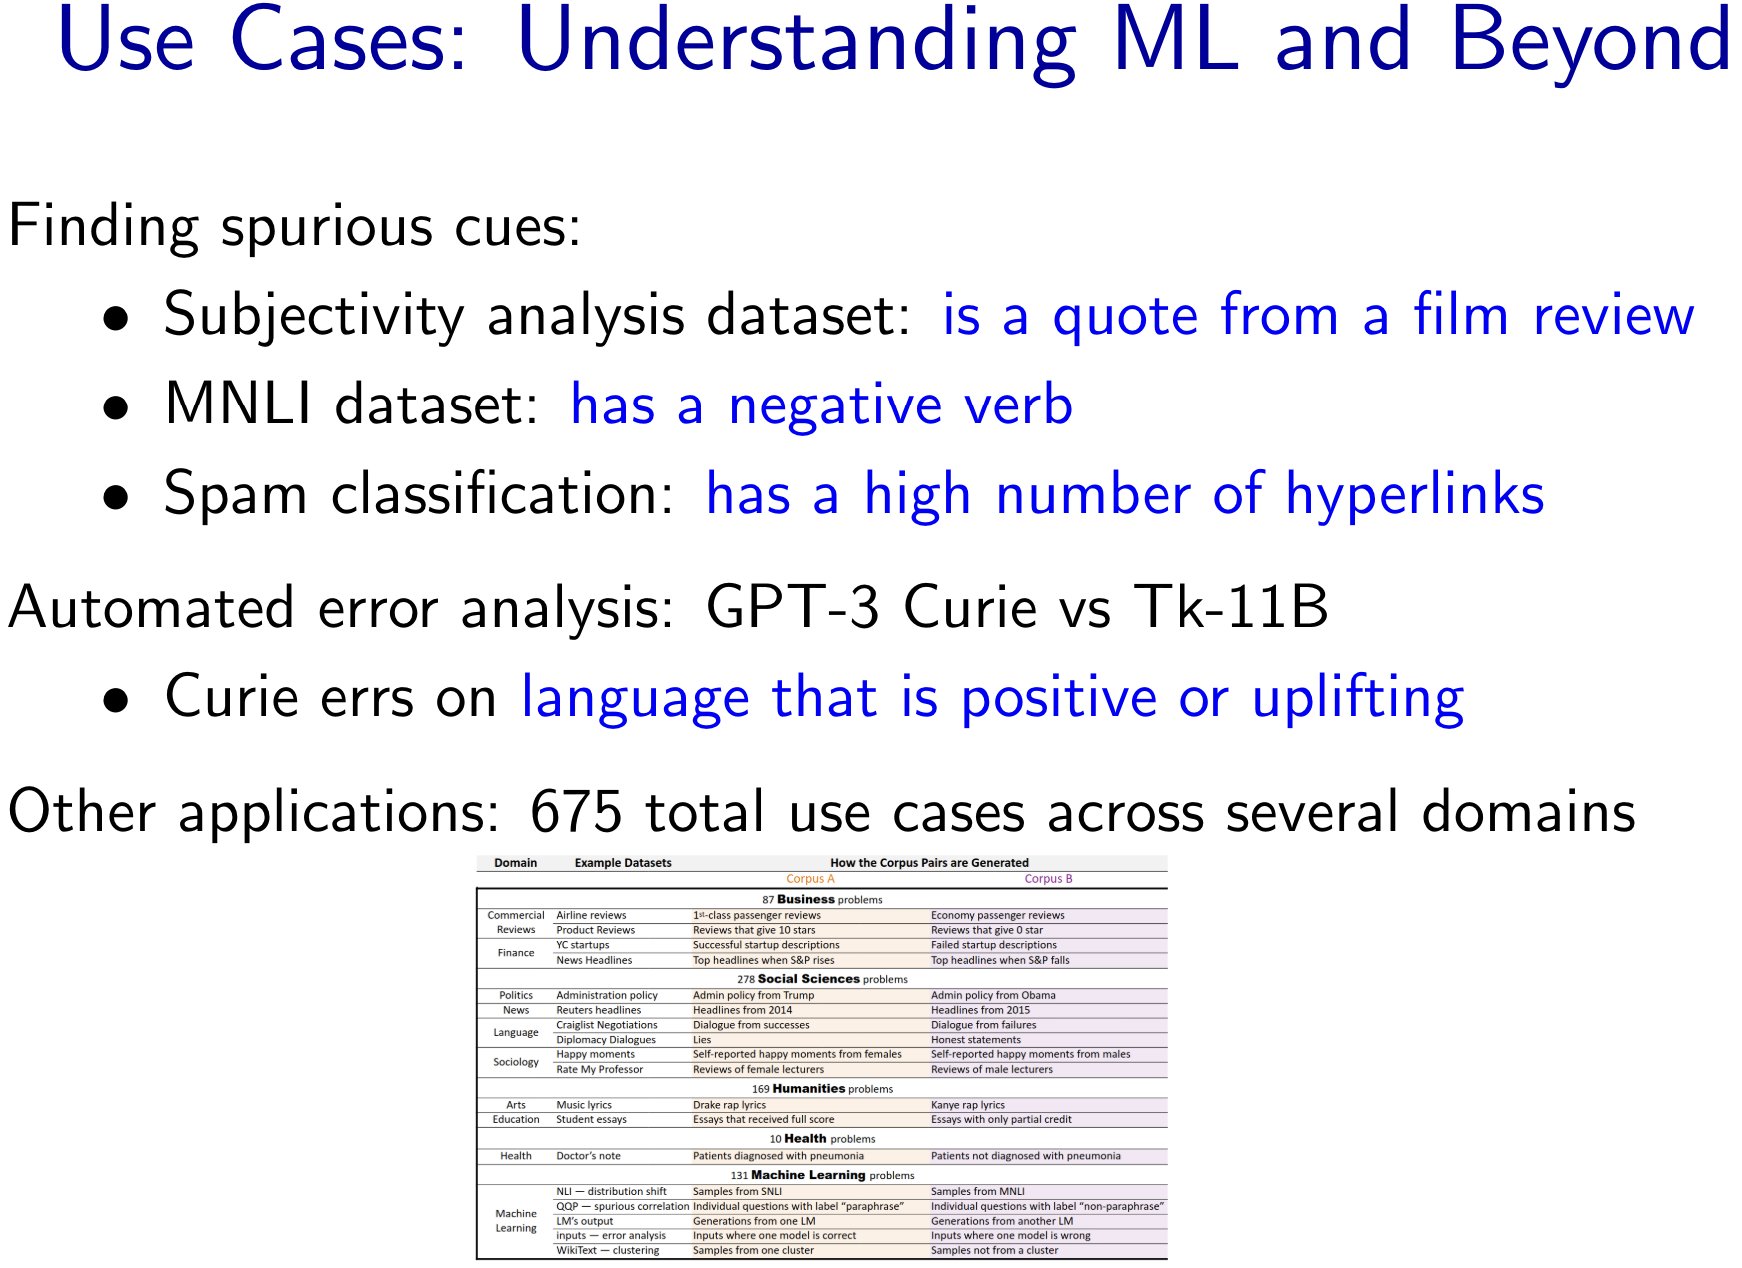 Use Cases: Understanding ML and Beyond
Finding spurious cues:
• Subjectivity analysis dataset: is a quote from a film review
• MNLI dataset: has a negative verb
• Spam classification: has a high number of hyperlinks
Automated error analysis: GPT-3 Curie vs Tk-11B
• Curie errs on language that is positive or uplifting
Other applications: 675 total use cases across several domains
Domain Example Datasets How the Corpus Pairs are Generated
Corpus A Corpus B
87 Business problems
Commercial Reviews Airline reviews 1st-class passenger reviews Economy passenger reviews
Product Reviews Reviews that give 10 stars Reviews that give 0 star
Finance YC startups Successful startup descriptions Failed startup descriptions
News Headlines Top headlines when S&P rises Top headlines when S&P falls
278 Social Sciences problems
Politics Administration policy Admin policy from Trump Admin policy from Obama
News Reuters headlines Headlines from 2014 Headlines from 2015
Language Craiglist Negotiations Dialogue from successes Dialogue from failures
Diplomacy Dialogues Lies Honest statements
Sociology Happy moments Self-reported happy moments from females Self-reported happy moments from males
Rate My Professor Reviews of female lecturers Reviews of male lecturers
169 Humanities problems
Arts Music lyrics Drake rap lyrics Kanye rap lyrics
Education Student essays Essays that received full score Essays with only partial credit
10 Health problems
Health Doctor's note Patients diagnosed with pneumonia Patients not diagnosed with pneumonia
131 Machine Learning problems
Machine Learning NLI — distribution shift Samples from SNLI Samples from MNLI
QQP — spurious correlation Individual questions with label "paraphrase" Individual questions with label "non-paraphrase"
LM's output Generations from one LM Generations from another LM
inputs — error analysis Inputs where one model is correct Inputs where one model is wrong
WikiText — clustering Samples from one cluster Samples not from a cluster